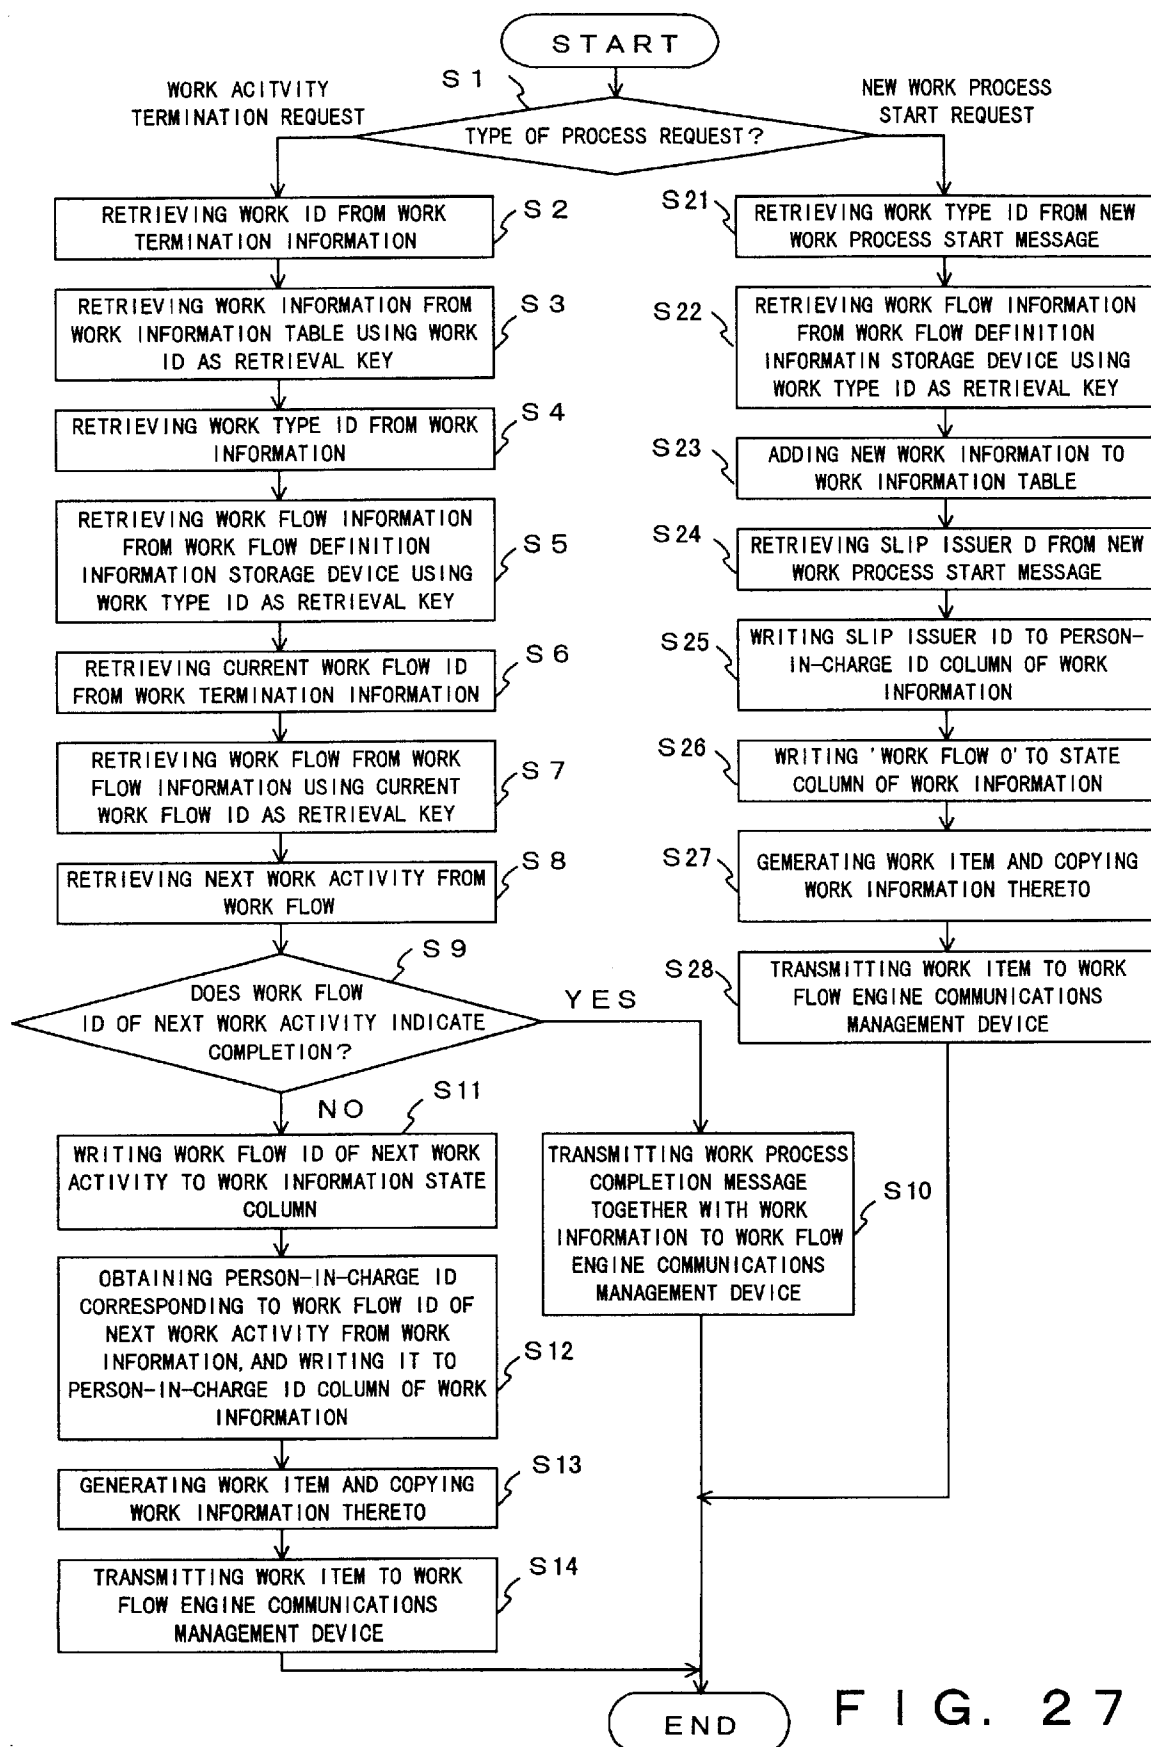 START
S1
WORK ACITVITY
TERMINATION REQUEST
NEW WORK PROCESS
START REQUEST
TYPE OF PROCESS REQUEST?
RETRIEVING WORK ID FROM WORK
TERMINATION INFORMATION
S2
RETRIEVING WORK INFORMATION FROM
WORK INFORMATION TABLE USING WORK
ID AS RETRIEVAL KEY
S3
RETRIEVING WORK TYPE ID FROM WORK
INFORMATION
S4
RETRIEVING WORK FLOW INFORMATION
FROM WORK FLOW DEFINITION
INFORMATION STORAGE DEVICE USING
WORK TYPE ID AS RETRIEVAL KEY
S5
RETRIEVING CURRENT WORK FLOW ID
FROM WORK TERMINATION INFORMATION
S6
RETRIEVING WORK FLOW FROM WORK
FLOW INFORMATION USING CURRENT
WORK FLOW ID AS RETRIEVAL KEY
S7
RETRIEVING NEXT WORK ACTIVITY FROM
WORK FLOW
S8
S9
DOES WORK FLOW
ID OF NEXT WORK ACTIVITY INDICATE
COMPLETION?
YES
NO
S11
WRITING WORK FLOW ID OF NEXT WORK
ACTIVITY TO WORK INFORMATION STATE
COLUMN
OBTAINING PERSON-IN-CHARGE ID
CORRESPONDING TO WORK FLOW ID OF
NEXT WORK ACTIVITY FROM WORK
INFORMATION, AND WRITING IT TO
PERSON-IN-CHARGE ID COLUMN OF WORK
INFORMATION
S12
GENERATING WORK ITEM AND COPYING
WORK INFORMATION THERETO
S13
TRANSMITTING WORK ITEM TO WORK
FLOW ENGINE COMMUNICATIONS
MANAGEMENT DEVICE
S14
TRANSMITTING WORK PROCESS
COMPLETION MESSAGE
TOGETHER WITH WORK
INFORMATION TO WORK FLOW
ENGINE COMMUNICATIONS
MANAGEMENT DEVICE
S10
S21
RETRIEVING WORK TYPE ID FROM NEW
WORK PROCESS START MESSAGE
S22
RETRIEVING WORK FLOW INFORMATION
FROM WORK FLOW DEFINITION
INFORMATIN STORAGE DEVICE USING
WORK TYPE ID AS RETRIEVAL KEY
S23
ADDING NEW WORK INFORMATION TO
WORK INFORMATION TABLE
S24
RETRIEVING SLIP ISSUER D FROM NEW
WORK PROCESS START MESSAGE
S25
WRITING SLIP ISSUER ID TO PERSON-
IN-CHARGE ID COLUMN OF WORK
INFORMATION
S26
WRITING 'WORK FLOW 0' TO STATE
COLUMN OF WORK INFORMATION
S27
GEMERATING WORK ITEM AND COPYING
WORK INFORMATION THERETO
S28
TRANSMITTING WORK ITEM TO WORK
FLOW ENGINE COMMUNICATIONS
MANAGEMENT DEVICE
END
FIG. 27